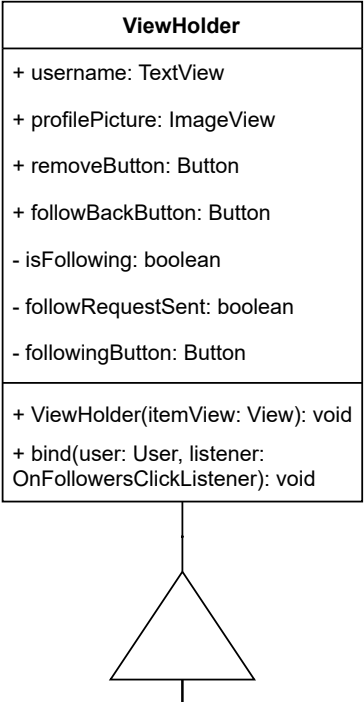 ViewHolder
+ username: TextView
+ profilePicture: ImageView
+ removeButton: Button
+ followBackButton: Button
- isFollowing: boolean
- followRequestSent: boolean
- followingButton: Button
+ ViewHolder(itemView: View): void
+ bind(user: User, listener:
OnFollowersClickListener): void